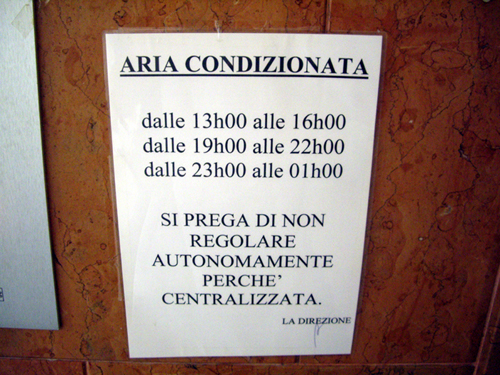 ARIA CONDIZIONATA
dalle 13h00 alle 16h00
dalle 19h00 alle 22h00
dalle 23h00 alle 01h00
SI PREGA DI NON
REGOLARE
AUTONOMAMENTE
PERCHE'
CENTRALIZZATA.
LA DIREZIONE